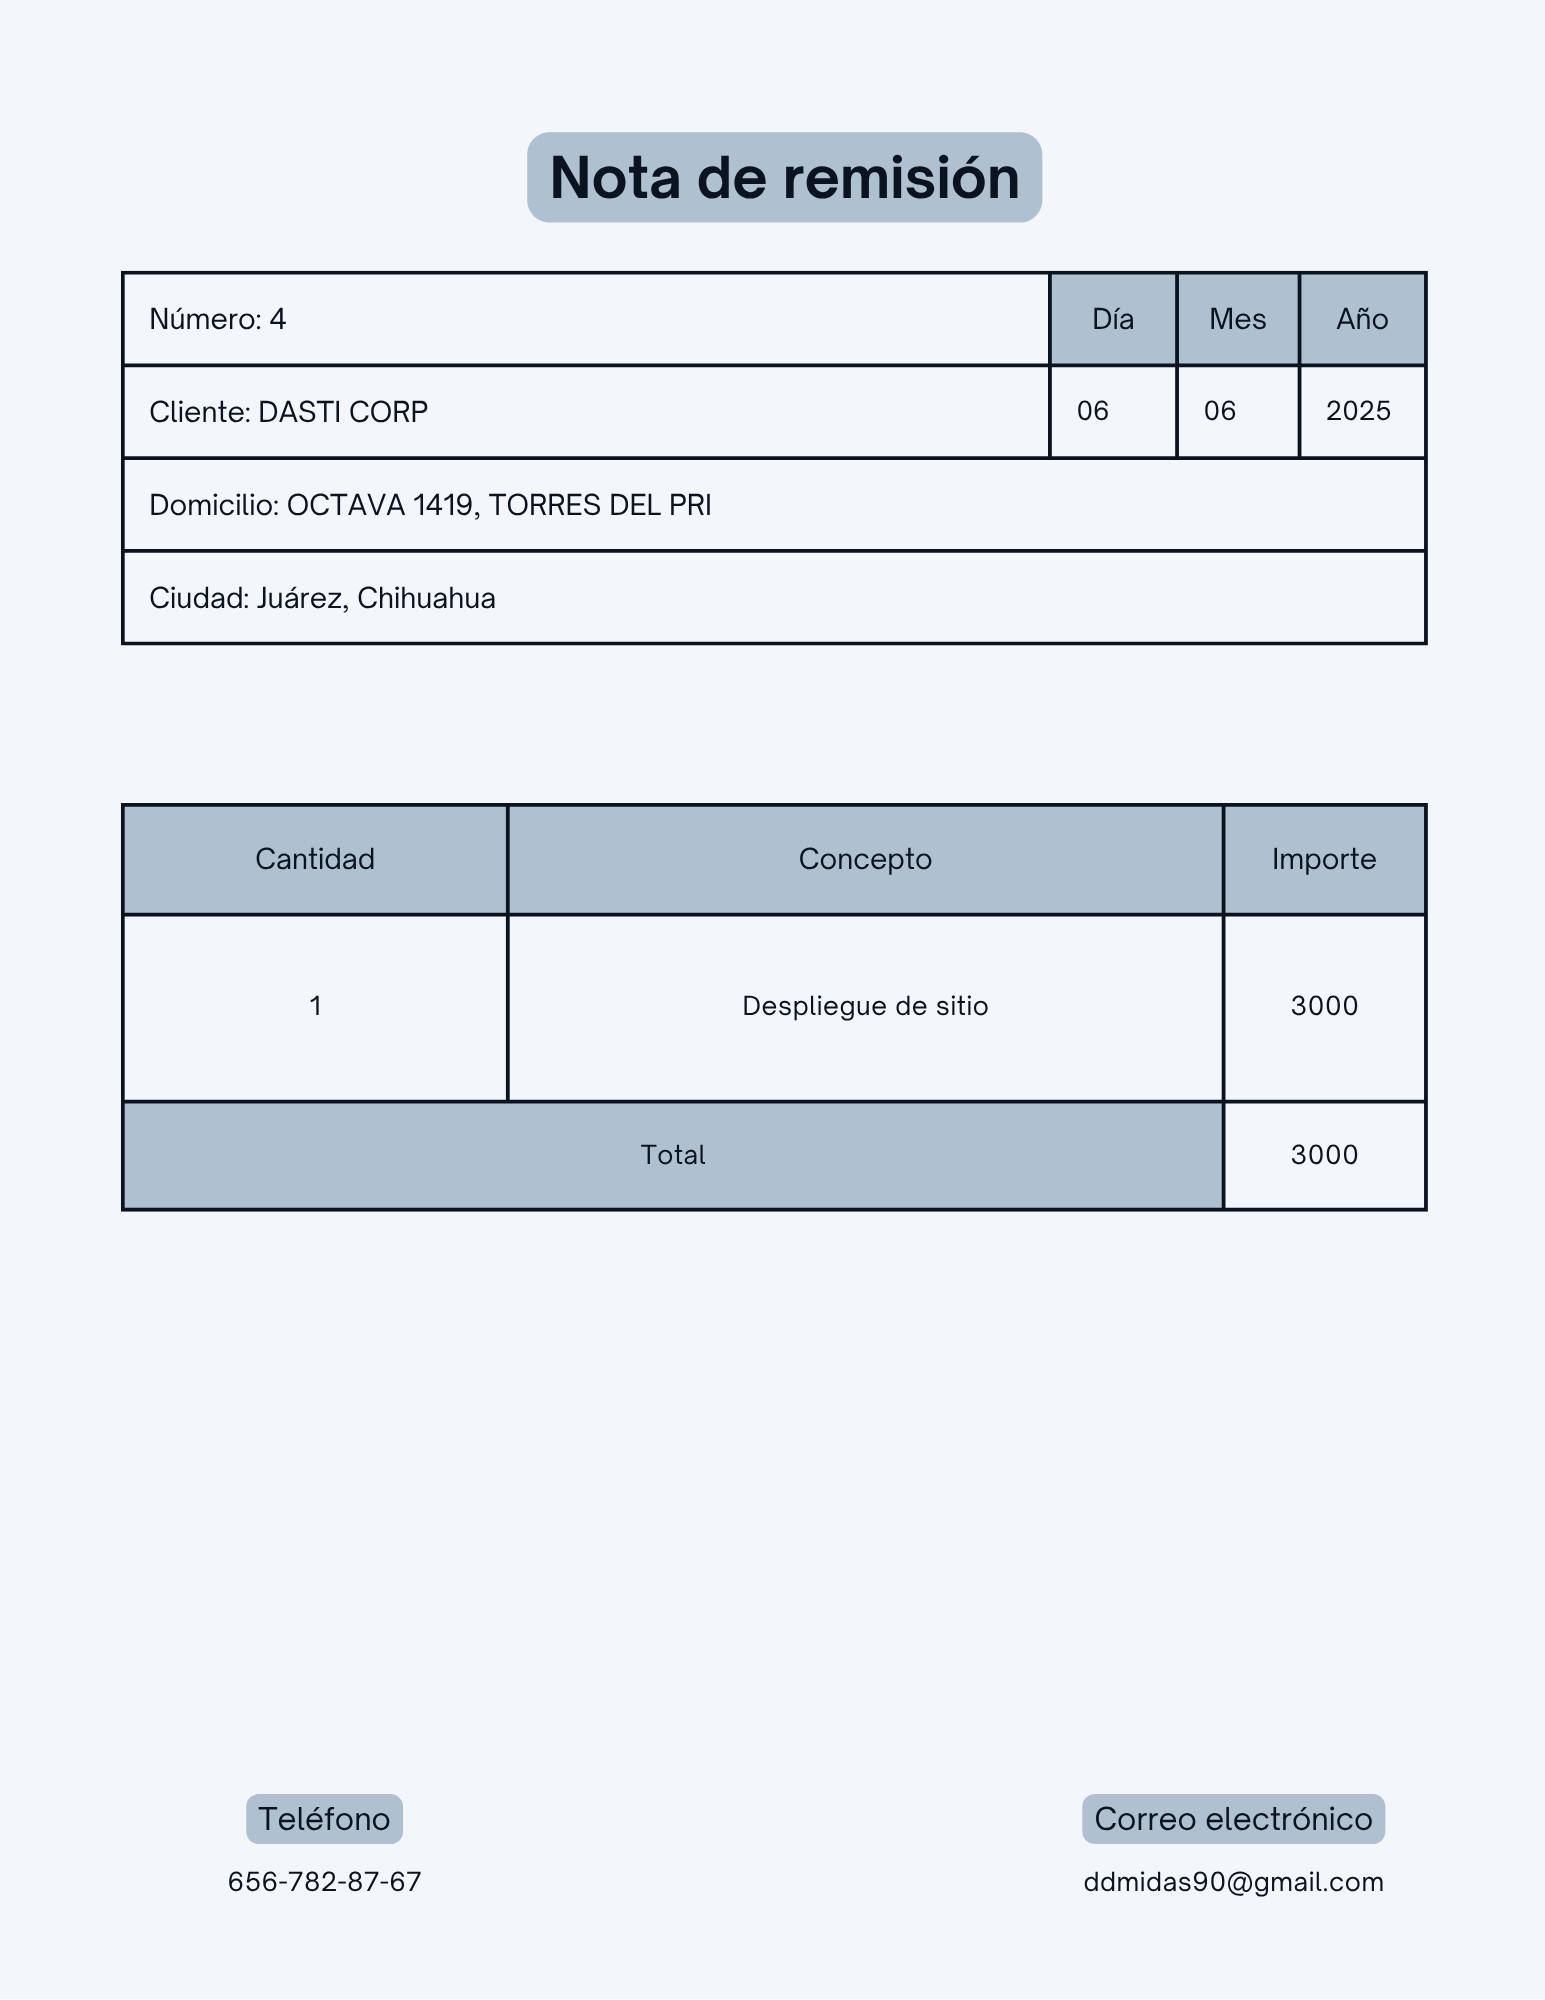 Nota de remisión
Número: 4
Día
Mes
Año
Cliente: DASTI CORP
06
06
2025
Domicilio: OCTAVA 1419, TORRES DEL PRI
Ciudad: Juárez, Chihuahua
Cantidad
Concepto
Importe
1
Despliegue de sitio
3000
Total
3000
Teléfono
Correo electrónico
656-782-87-67
ddmidas90@gmail.com